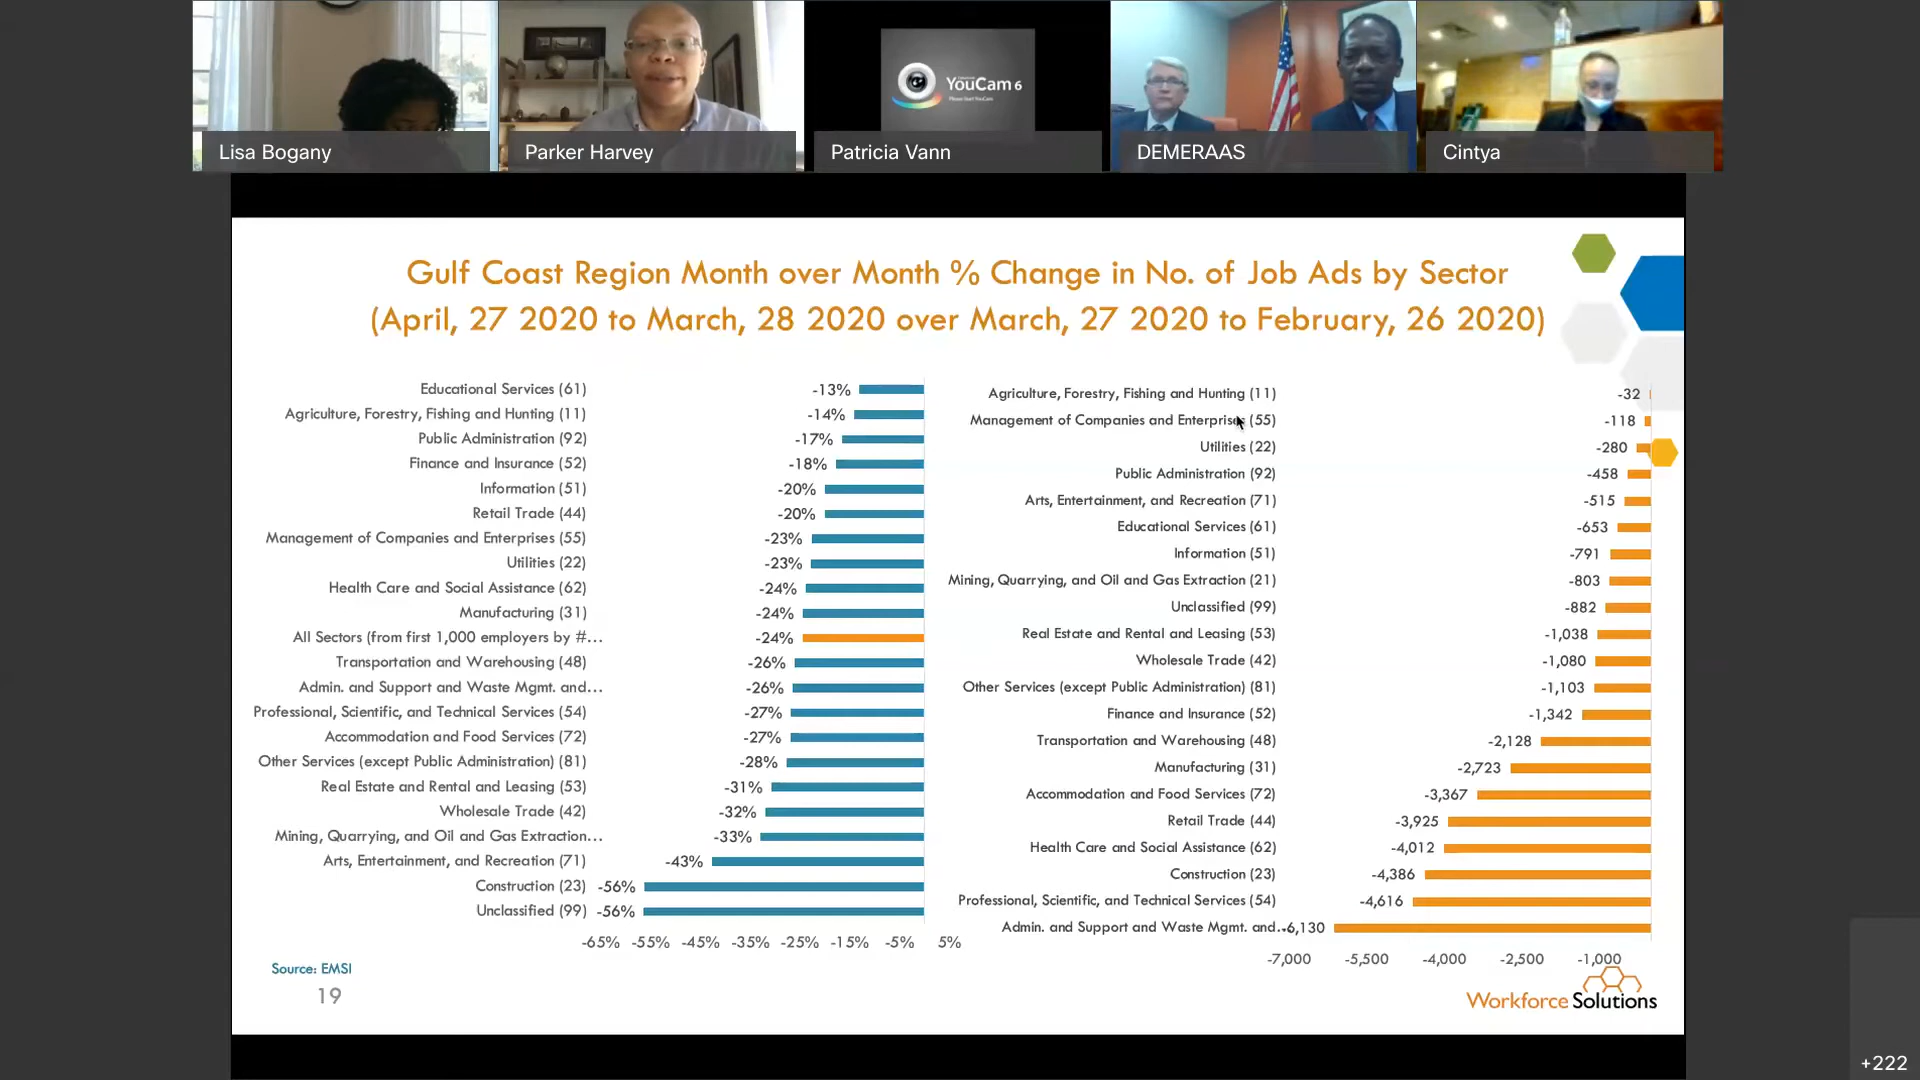 YouCam 6
Please Start YouCam
Lisa Bogany
Parker Harvey
Patricia Vann
DEMERAAS
Cintya
Gulf Coast Region Month over Month % Change in No. of Job Ads by Sector
(April, 27 2020 to March, 28 2020 over March, 27 2020 to February, 26 2020)
Educational Services (61) -13%
Agriculture, Forestry, Fishing and Hunting (11) -14%
Public Administration (92) -17%
Finance and Insurance (52) -18%
Information (51) -20%
Retail Trade (44) -20%
Management of Companies and Enterprises (55) -23%
Utilities (22) -23%
Health Care and Social Assistance (62) -24%
Manufacturing (31) -24%
All Sectors (from first 1,000 employers by #... -24%
Transportation and Warehousing (48) -26%
Admin. and Support and Waste Mgmt. and... -26%
Professional, Scientific, and Technical Services (54) -27%
Accommodation and Food Services (72) -27%
Other Services (except Public Administration) (81) -28%
Real Estate and Rental and Leasing (53) -31%
Wholesale Trade (42) -32%
Mining, Quarrying, and Oil and Gas Extraction... -33%
Arts, Entertainment, and Recreation (71) -43%
Construction (23) -56%
Unclassified (99) -56%
-65% -55% -45% -35% -25% -15% -5% 5%
Agriculture, Forestry, Fishing and Hunting (11) -32
Management of Companies and Enterprises (55) -118
Utilities (22) -280
Public Administration (92) -458
Arts, Entertainment, and Recreation (71) -515
Educational Services (61) -653
Information (51) -791
Mining, Quarrying, and Oil and Gas Extraction (21) -803
Unclassified (99) -882
Real Estate and Rental and Leasing (53) -1,038
Wholesale Trade (42) -1,080
Other Services (except Public Administration) (81) -1,103
Finance and Insurance (52) -1,342
Transportation and Warehousing (48) -2,128
Manufacturing (31) -2,723
Accommodation and Food Services (72) -3,367
Retail Trade (44) -3,925
Health Care and Social Assistance (62) -4,012
Construction (23) -4,386
Professional, Scientific, and Technical Services (54) -4,616
Admin. and Support and Waste Mgmt. and... -6,130
-7,000 -5,500 -4,000 -2,500 -1,000
Source: EMSI
19
Workforce Solutions
+222